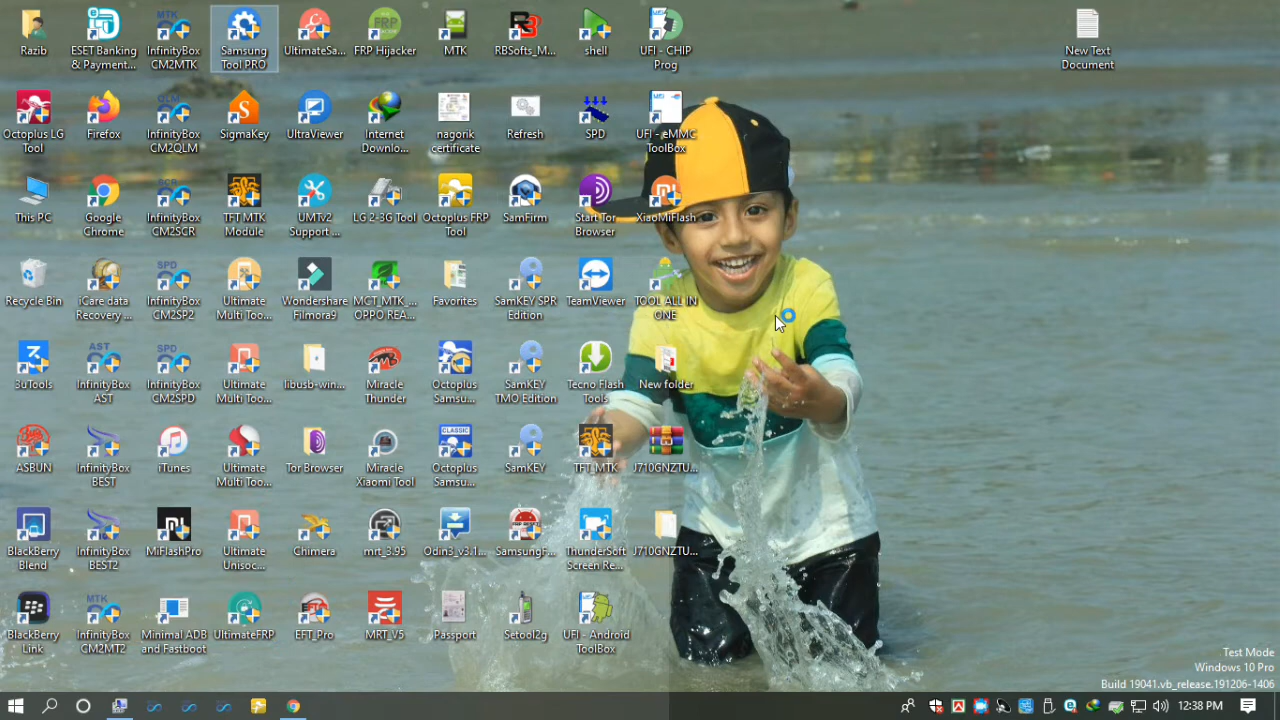 Razib
ESET Banking
& Payment...
InfinityBox
CM2MTK
Samsung
Tool PRO
UltimateSa...
FRP Hijacker
MTK
RBSofts_M...
shell
UFI - CHIP
Prog
New Text
Document
Octoplus LG
Tool
Firefox
InfinityBox
CM2QLM
SigmaKey
UltraViewer
Internet
Downlo...
nagorik
certificate
Refresh
SPD
UFI - eMMC
ToolBox
This PC
Google
Chrome
InfinityBox
CM2SCR
TFT MTK
Module
UMTv2
Support ...
LG 2-3G Tool
Octoplus FRP
Tool
SamFirm
Start Tor
Browser
XiaoMiFlash
Recycle Bin
iCare data
Recovery ...
InfinityBox
CM2SP2
Ultimate
Multi Too...
Wondershare
Filmora9
MCT_MTK_...
OPPO REA...
Favorites
SamKEY SPR
Edition
TeamViewer
TOOL ALL IN
ONE
3uTools
InfinityBox
AST
InfinityBox
CM2SPD
Ultimate
Multi Too...
libusb-win...
Miracle
Thunder
Octoplus
Samsu...
SamKEY
TMO Edition
Tecno Flash
Tools
New folder
ASBUN
InfinityBox
BEST
iTunes
Ultimate
Multi Too...
Tor Browser
Miracle
Xiaomi Tool
Octoplus
Samsu...
SamKEY
TFT_MTK
J710GNZTU...
BlackBerry
Blend
InfinityBox
BEST2
MiFlashPro
Ultimate
Unisoc...
Chimera
mrt_3.95
Odin3_v3.1...
SamsungF...
ThunderSoft
Screen Re...
J710GNZTU...
BlackBerry
Link
InfinityBox
CM2MT2
Minimal ADB
and Fastboot
UltimateFRP
EFT_Pro
MRT_V5
Passport
Setool2g
UFI - Android
ToolBox
Test Mode
Windows 10 Pro
Build 19041.vb_release.191206-1406
12:38 PM